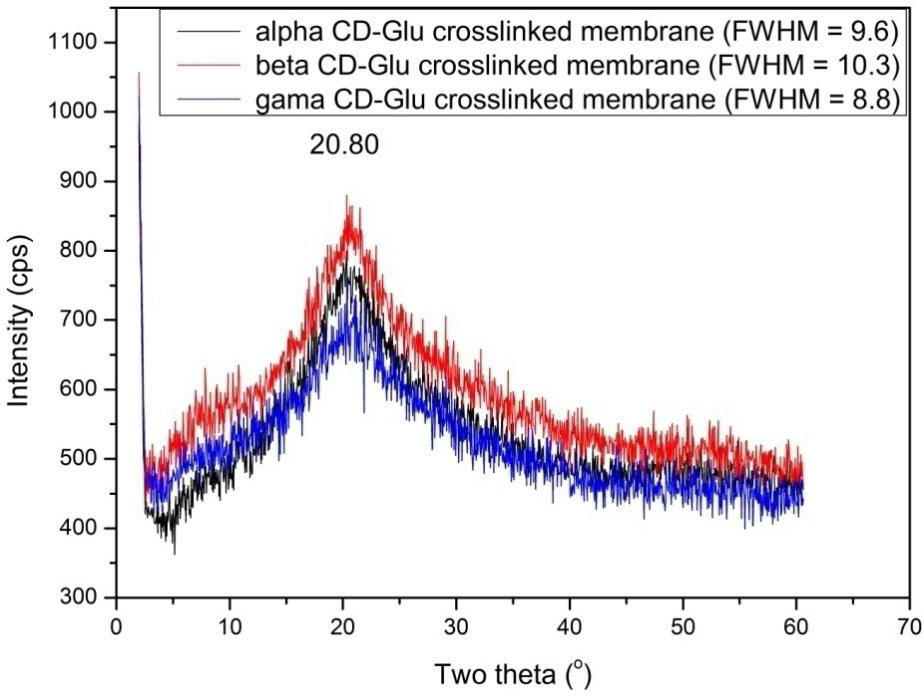 alpha CD-Glu crosslinked membrane (FWHM = 9.6)
beta CD-Glu crosslinked membrane (FWHM = 10.3)
gama CD-Glu crosslinked membrane (FWHM = 8.8)
20.80
1100
1000
900
800
700
600
500
400
300
Intensity (cps)
0 10 20 30 40 50 60 70
Two theta (°)